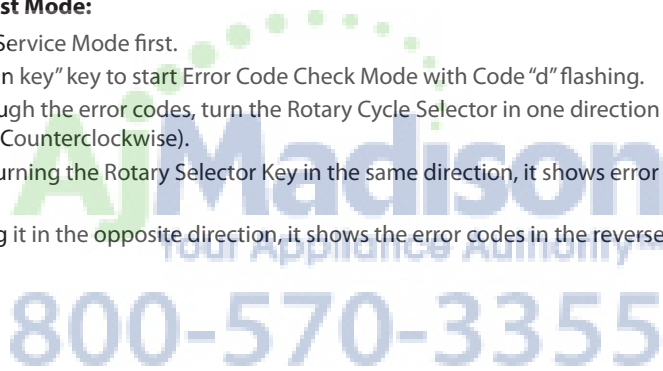 st Mode:
Service Mode first.
n key” key to start Error Code Check Mode with Code “d” flashing.
ugh the error codes, turn the Rotary Cycle Selector in one direction
Counterclockwise).
urning the Rotary Selector Key in the same direction, it shows error
g it in the opposite direction, it shows the error codes in the reverse
AjMadison
Your Appliance Authority™
800-570-3355